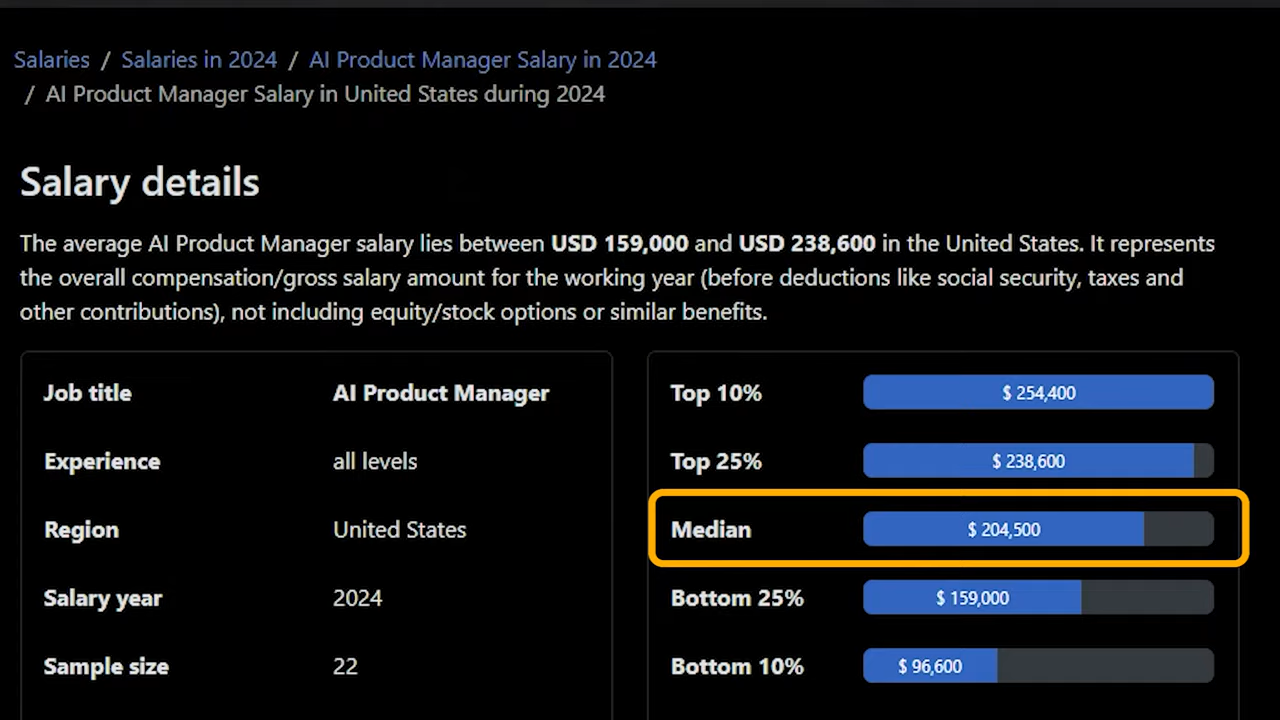 Salaries / Salaries in 2024 / AI Product Manager Salary in 2024
/ AI Product Manager Salary in United States during 2024
Salary details
The average AI Product Manager salary lies between USD 159,000 and USD 238,600 in the United States. It represents
the overall compensation/gross salary amount for the working year (before deductions like social security, taxes and
other contributions), not including equity/stock options or similar benefits.
Job title AI Product Manager
Experience all levels
Region United States
Salary year 2024
Sample size 22
Top 10% $ 254,400
Top 25% $ 238,600
Median $ 204,500
Bottom 25% $ 159,000
Bottom 10% $ 96,600